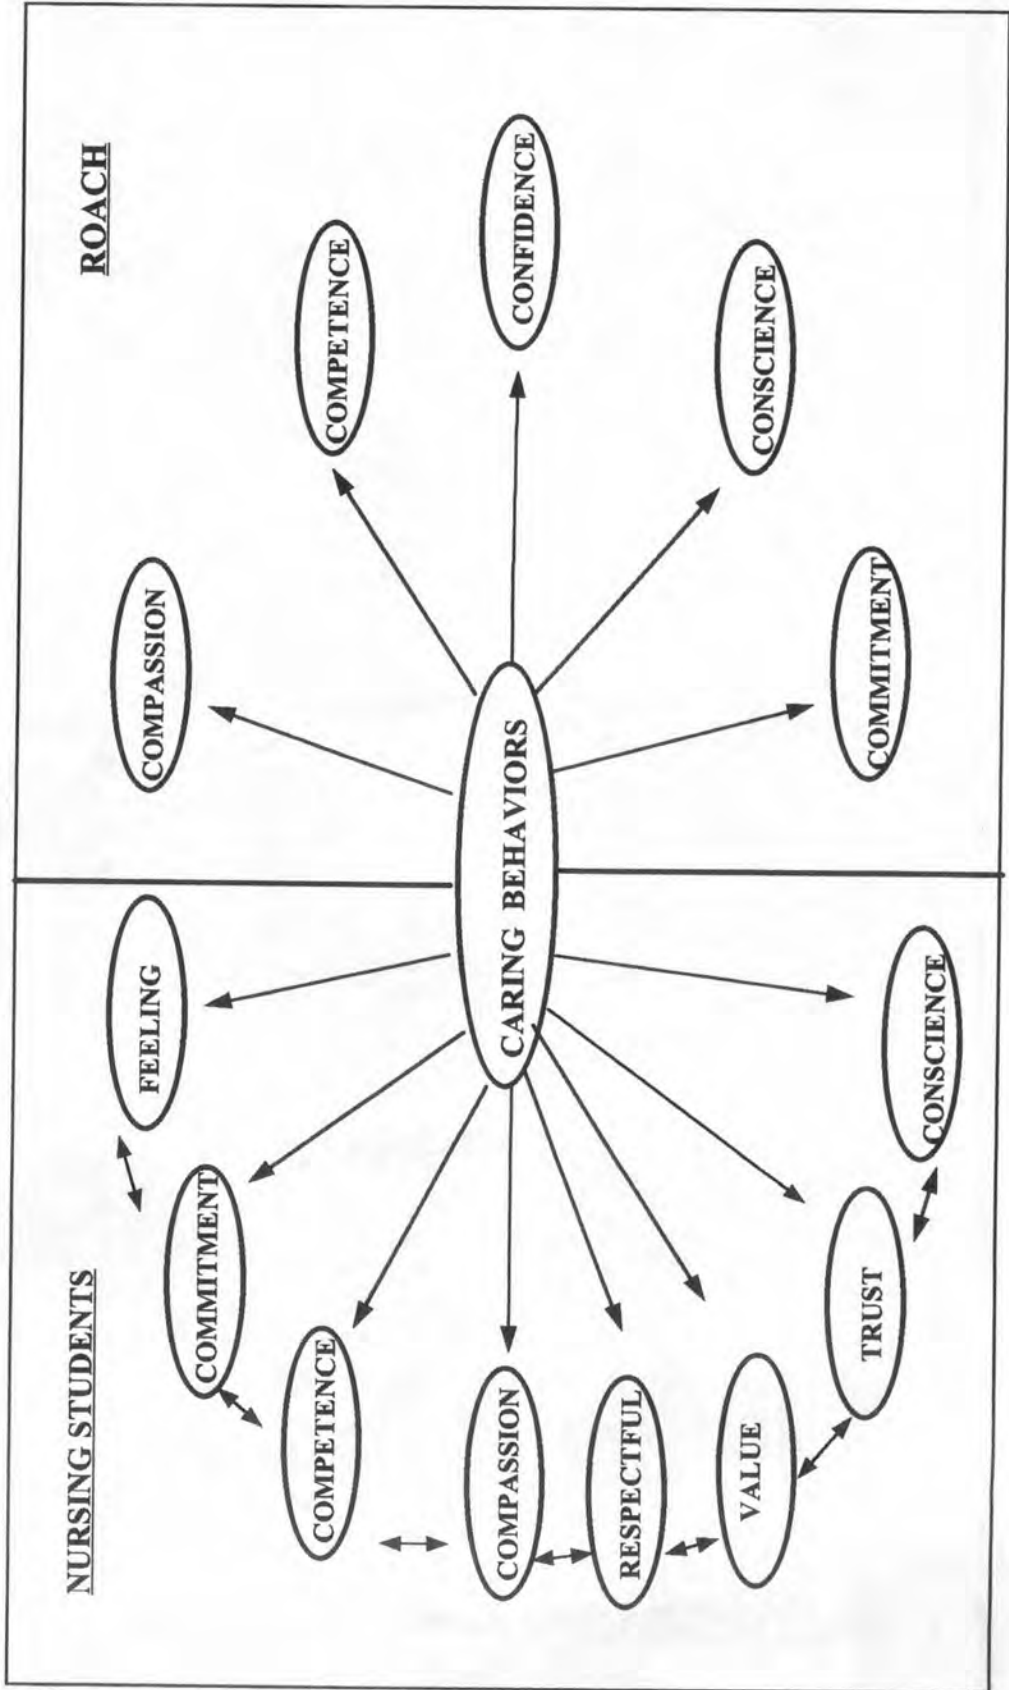 NURSING STUDENTS
ROACH
FEELING
COMMITMENT
COMPETENCE
COMPASSION
RESPECTFUL
VALUE
TRUST
CONSCIENCE
CARING BEHAVIORS
COMPASSION
COMPETENCE
CONFIDENCE
CONSCIENCE
COMMITMENT